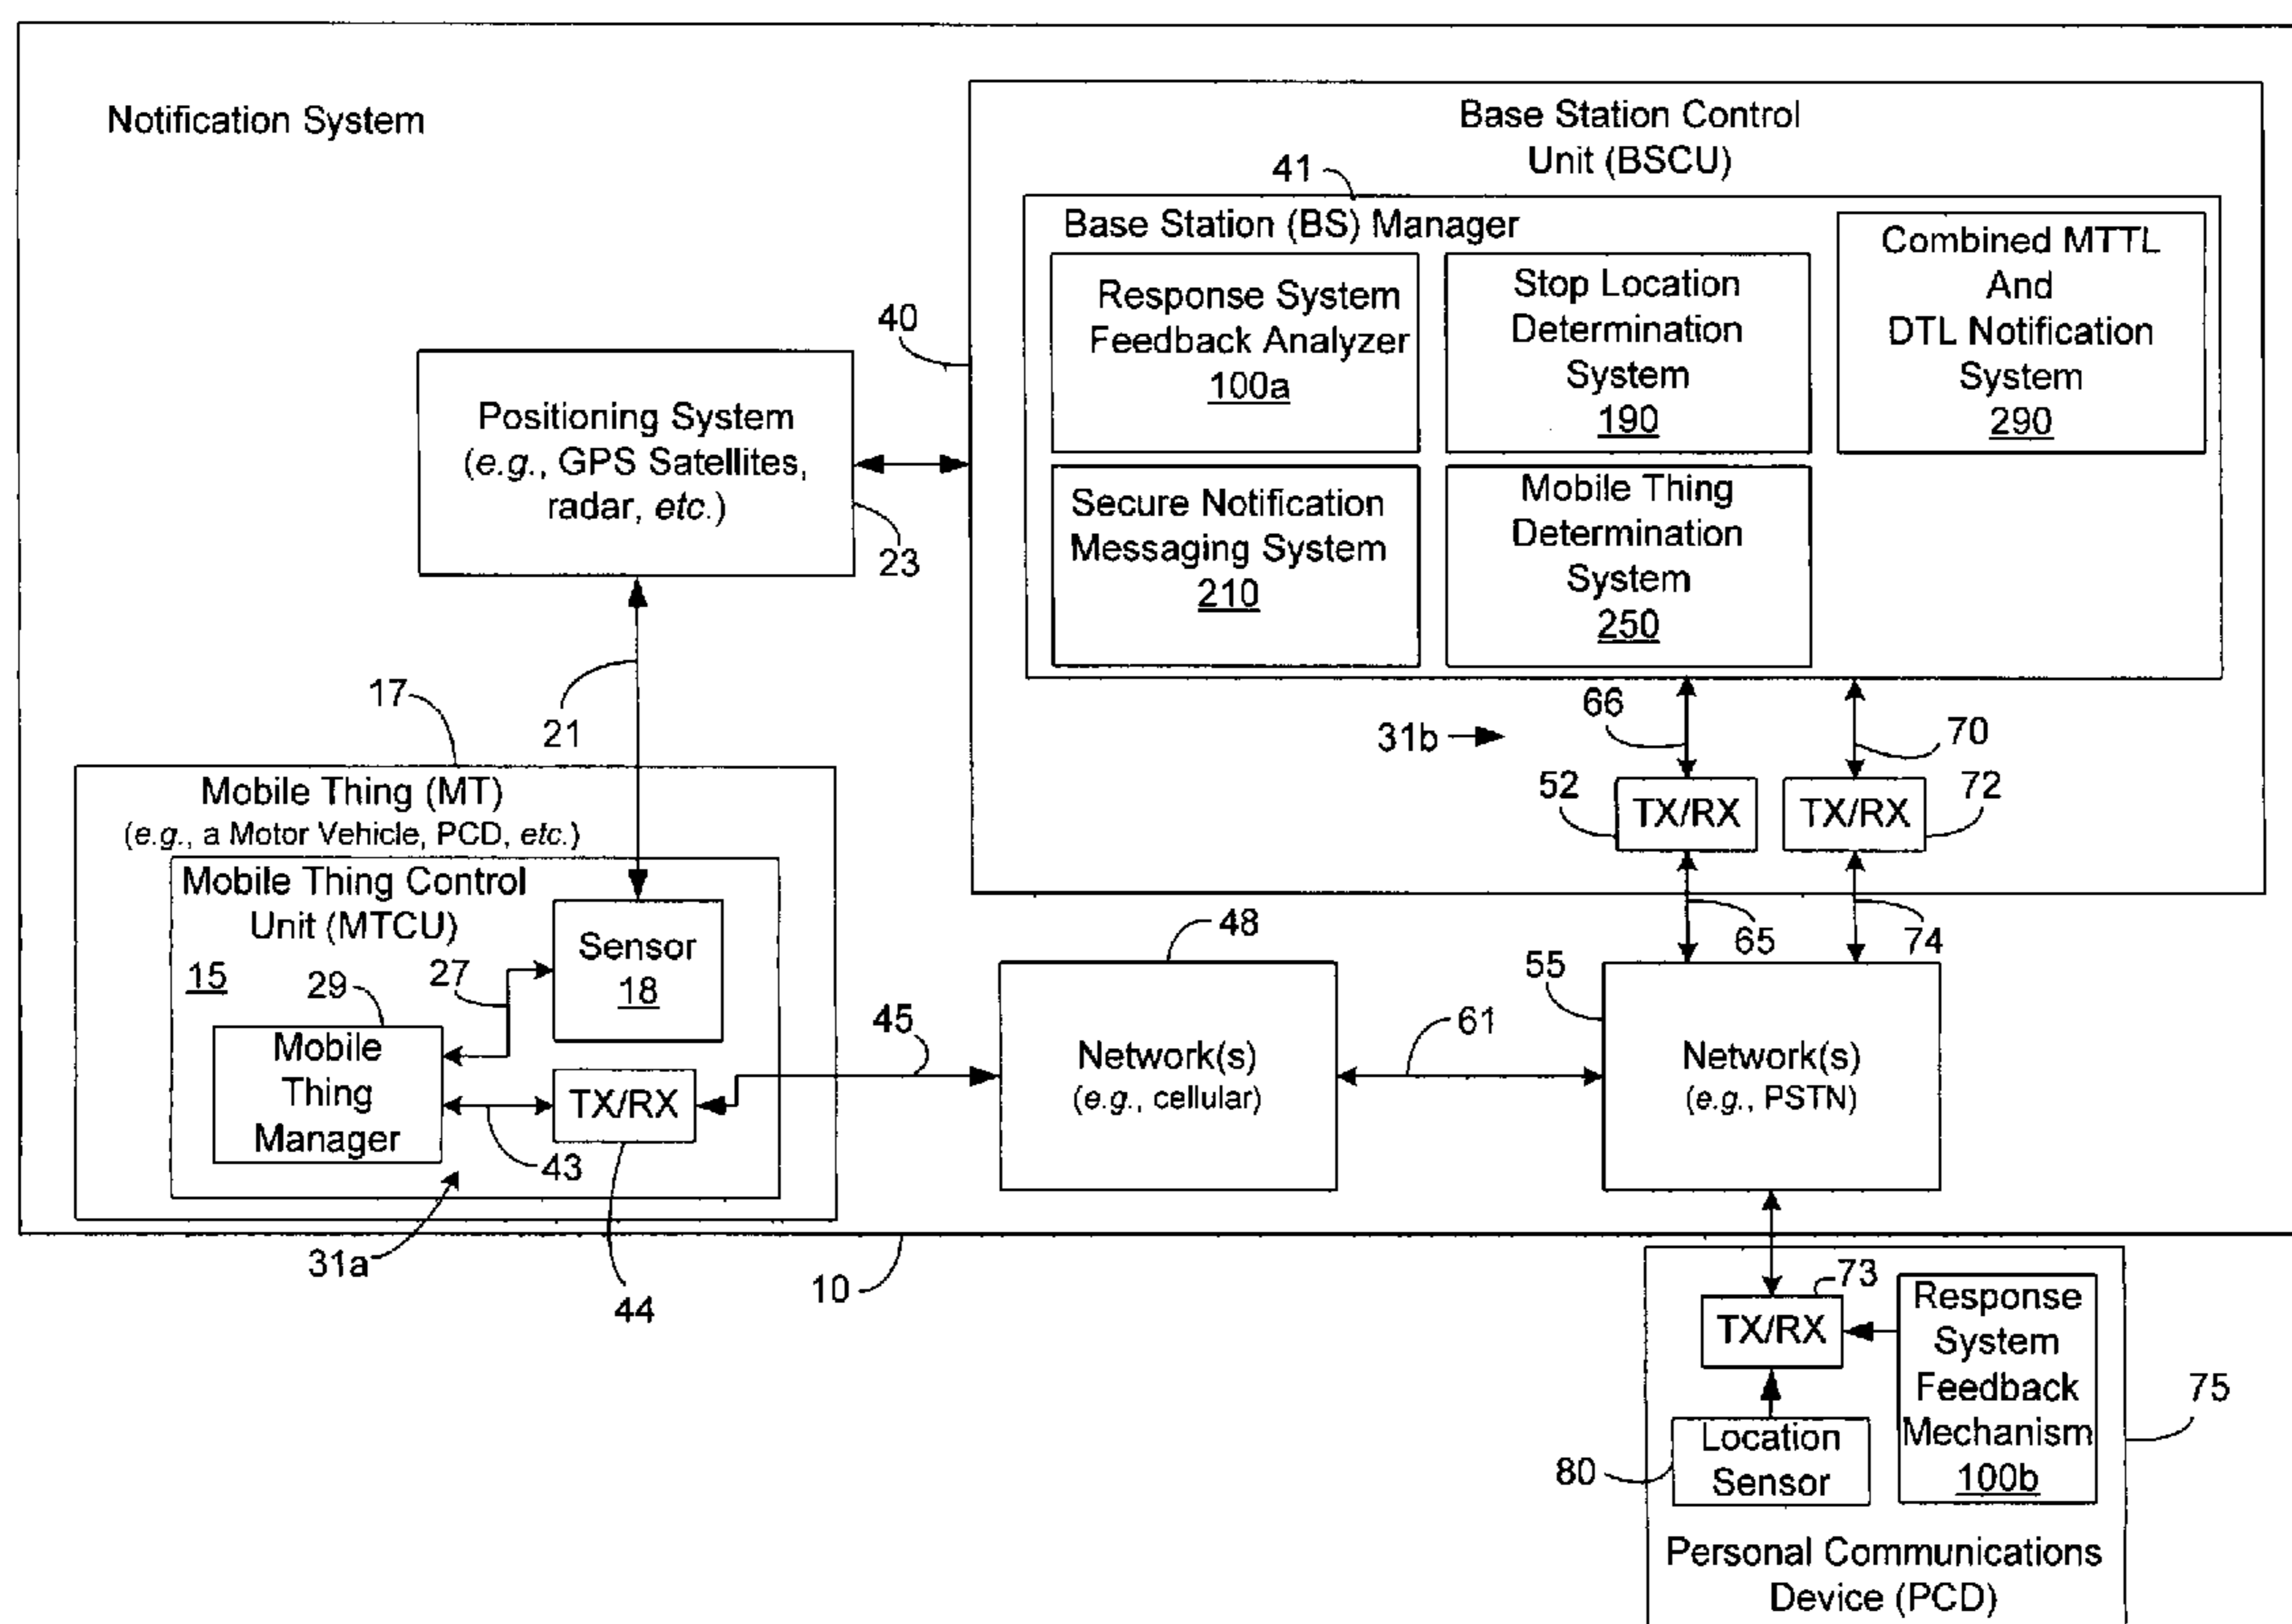 Notification System
Base Station Control
Unit (BSCU)
41
Base Station (BS) Manager
Response System
Feedback Analyzer
100a
Stop Location
Determination
System
190
Combined MTTL
And
DTL Notification
System
290
Secure Notification
Messaging System
210
Mobile Thing
Determination
System
250
40
Positioning System
(e.g., GPS Satellites,
radar, etc.)
23
21
17
66
31b
70
52
TX/RX
TX/RX
72
65
74
Mobile Thing (MT)
(e.g., a Motor Vehicle, PCD, etc.)
Mobile Thing Control
Unit (MTCU)
15
Sensor
18
27
29
Mobile
Thing
Manager
TX/RX
43
31a
44
45
48
Network(s)
(e.g., cellular)
61
55
Network(s)
(e.g., PSTN)
10
73
TX/RX
Response
System
Feedback
Mechanism
100b
75
80
Location
Sensor
Personal Communications
Device (PCD)